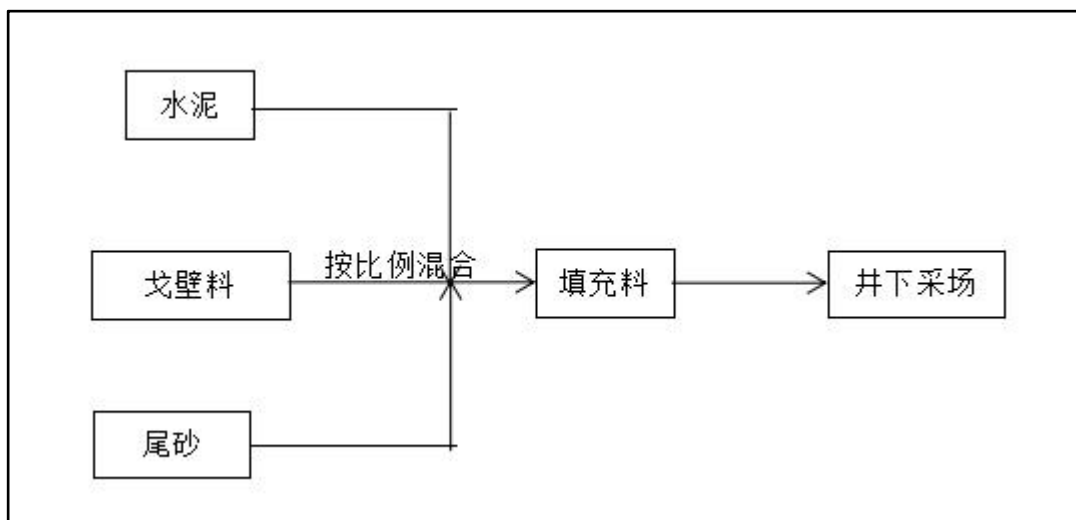 水泥
戈壁料
按比例混合
填充料
井下采场
尾砂